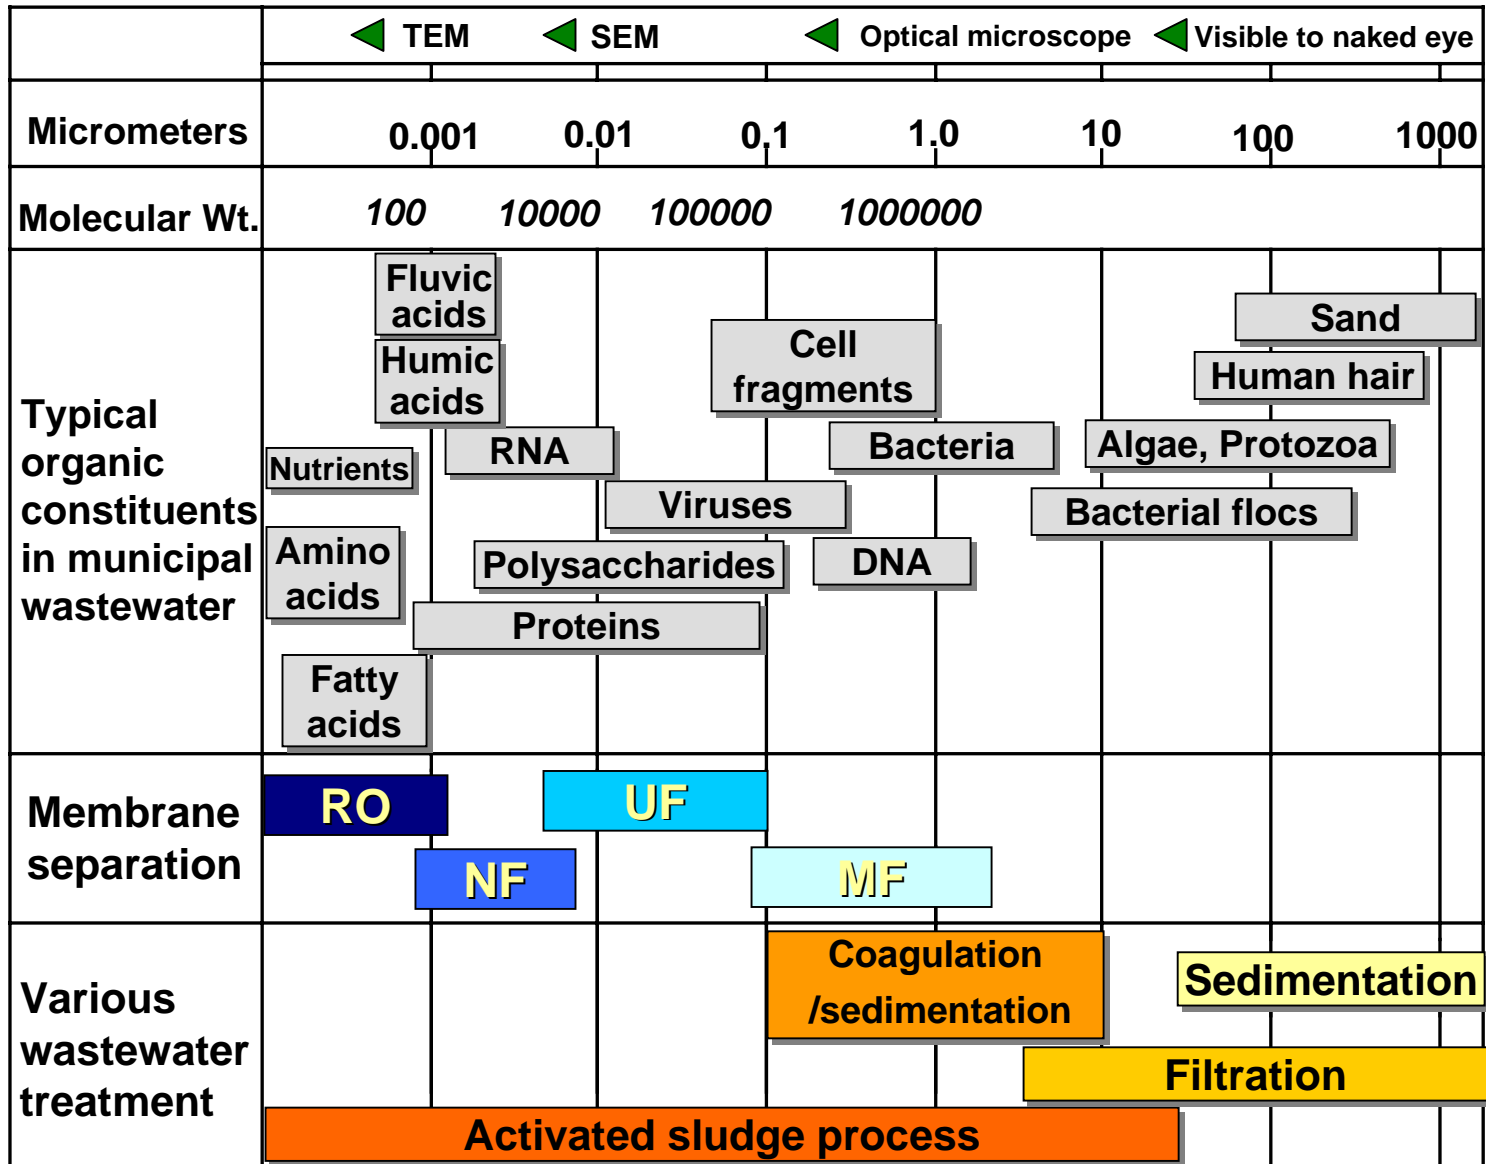 TEM SEM Optical microscope Visible to naked eye
Micrometers 0.001 0.01 0.1 1.0 10 100 1000
Molecular Wt. 100 10000 100000 1000000
Typical
organic
constituents
in municipal
wastewater
Fluvic
acids
Humic
acids
Nutrients
Amino
acids
Fatty
acids
RNA
Viruses
Polysaccharides
Proteins
Cell
fragments
Bacteria
DNA
Sand
Human hair
Algae, Protozoa
Bacterial flocs
Membrane
separation
RO
UF
NF
MF
Various
wastewater
treatment
Coagulation
/sedimentation
Sedimentation
Filtration
Activated sludge process